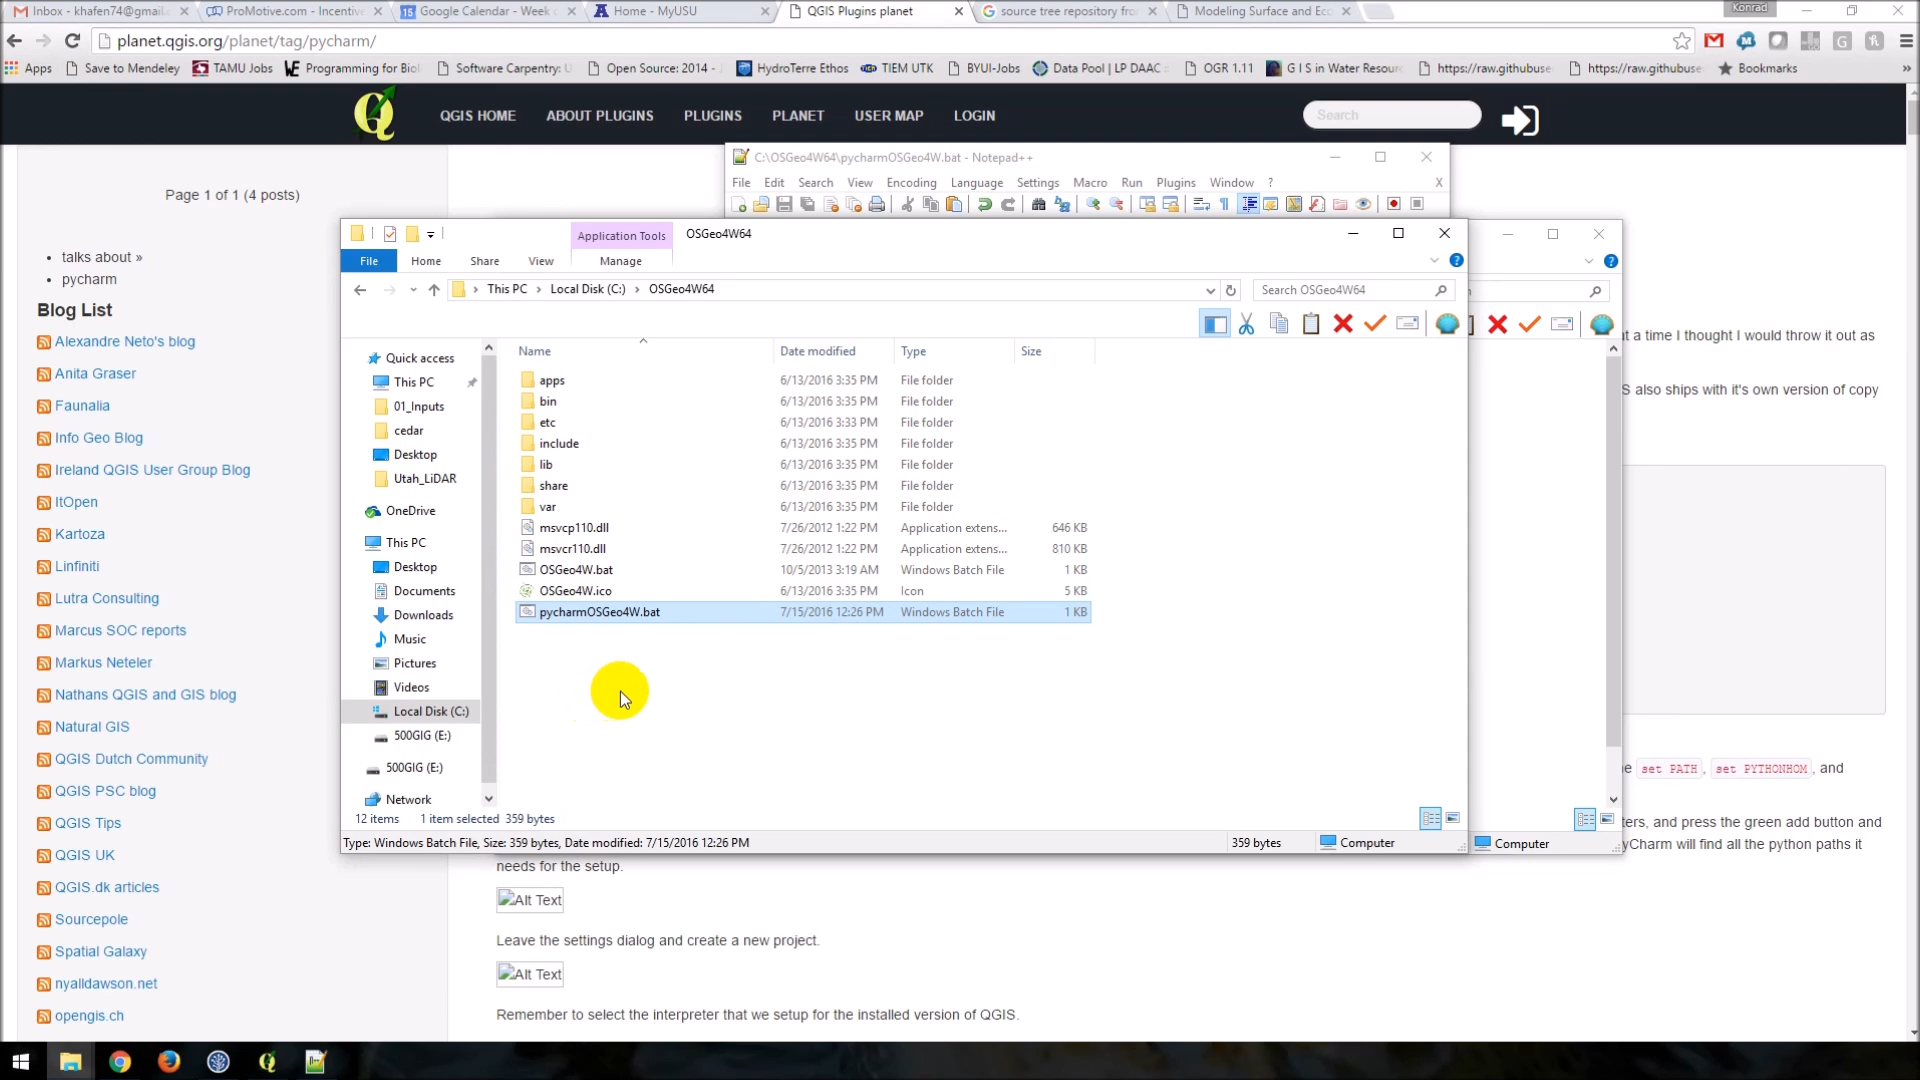 Inbox - khafen74@gmail.c
ProMotive.com - Incentive
Google Calendar - Week o
Home - MyUSU
QGIS Plugins planet
source tree repository fro
Modeling Surface and Eco
Konrad
planet.qgis.org/planet/tag/pycharm/
Apps
Save to Mendeley
TAMU Jobs
Programming for Biol
Software Carpentry: U
Open Source: 2014 -
HydroTerre Ethos
TIEM UTK
BYUI-Jobs
Data Pool | LP DAAC
OGR 1.11
G I S in Water Resour
https://raw.githubuse
https://raw.githubuse
Bookmarks
QGIS HOME
ABOUT PLUGINS
PLUGINS
PLANET
USER MAP
LOGIN
Search
Page 1 of 1 (4 posts)
talks about »
pycharm
Blog List
Alexandre Neto's blog
Anita Graser
Faunalia
Info Geo Blog
Ireland QGIS User Group Blog
ItOpen
Kartoza
Linfiniti
Lutra Consulting
Marcus SOC reports
Markus Neteler
Nathans QGIS and GIS blog
Natural GIS
QGIS Dutch Community
QGIS PSC blog
QGIS Tips
QGIS UK
QGIS.dk articles
Sourcepole
Spatial Galaxy
nyalldawson.net
opengis.ch
C:\OSGeo4W64\pycharmOSGeo4W.bat - Notepad++
File Edit Search View Encoding Language Settings Macro Run Plugins Window ? X
Application Tools
OSGeo4W64
File Home Share View Manage
This PC > Local Disk (C:) > OSGeo4W64
Search OSGeo4W64
Quick access
This PC
01_Inputs
cedar
Desktop
Utah_LiDAR
OneDrive
This PC
Desktop
Documents
Downloads
Music
Pictures
Videos
Local Disk (C:)
500GIG (E:)
500GIG (E:)
Network
Name Date modified Type Size
apps 6/13/2016 3:35 PM File folder
bin 6/13/2016 3:35 PM File folder
etc 6/13/2016 3:33 PM File folder
include 6/13/2016 3:35 PM File folder
lib 6/13/2016 3:35 PM File folder
share 6/13/2016 3:35 PM File folder
var 6/13/2016 3:35 PM File folder
msvcp110.dll 7/26/2012 1:22 PM Application extens... 646 KB
msvcr110.dll 7/26/2012 1:22 PM Application extens... 810 KB
OSGeo4W.bat 10/5/2013 3:19 AM Windows Batch File 1 KB
OSGeo4W.ico 6/13/2016 3:35 PM Icon 5 KB
pycharmOSGeo4W.bat 7/15/2016 12:26 PM Windows Batch File 1 KB
12 items 1 item selected 359 bytes
Type: Windows Batch File, Size: 359 bytes, Date modified: 7/15/2016 12:26 PM
359 bytes
Computer
Computer
t a time I thought I would throw it out as
S also ships with it's own version of copy
e set PATH, set PYTHONHOM, and
ters, and press the green add button and
yCharm will find all the python paths it
needs for the setup.
Alt Text
Leave the settings dialog and create a new project.
Alt Text
Remember to select the interpreter that we setup for the installed version of QGIS.